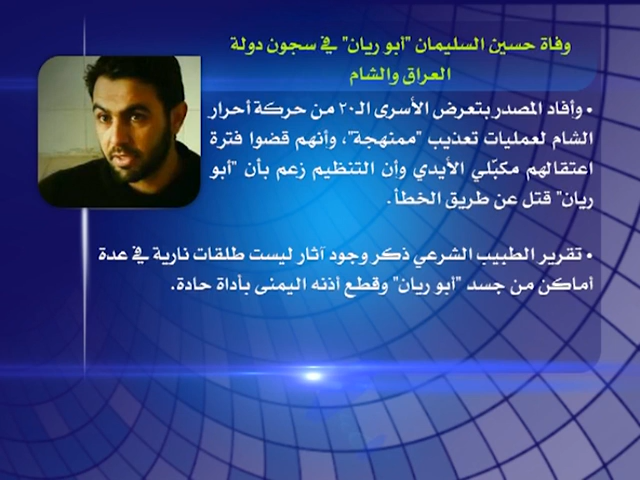 وفاة حسين السليمان "أبو ريان" في سجون دولة
العراق والشام
• وأفاد المصدر بتعرض الأسرى الـ٢٠ من حركة أحرار
الشام لعمليات تعذيب "ممنهجة"، وأنهم قضوا فترة
اعتقالهم مكبّلي الأيدي وأن التنظيم زعم بأن "أبو
ريان" قتل عن طريق الخطأ.
• تقرير الطبيب الشرعي ذكر وجود آثار ليست طلقات نارية في عدة
أماكن من جسد "أبو ريان" وقطع أذنه اليمنى بأداة حادة.